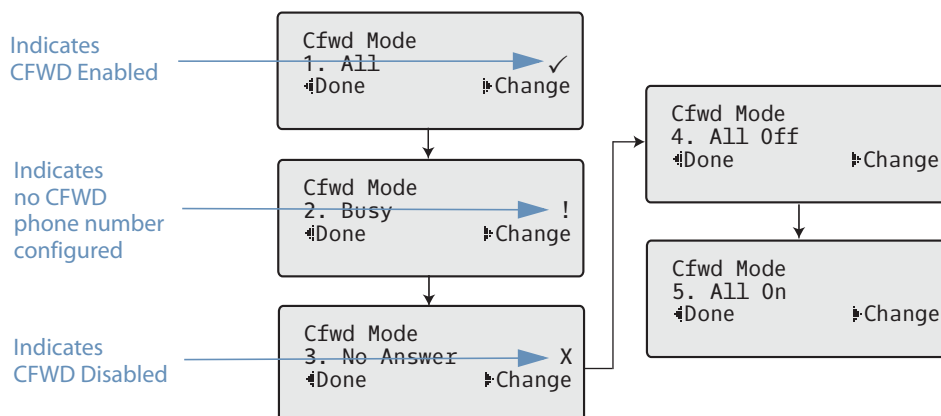 Indicates
CFWD Enabled
Cfwd Mode
1. All ✓
Done Change
Indicates
no CFWD
phone number
configured
Cfwd Mode
2. Busy !
Done Change
Indicates
CFWD Disabled
Cfwd Mode
3. No Answer X
Done Change
Cfwd Mode
4. All Off
Done Change
Cfwd Mode
5. All On
Done Change